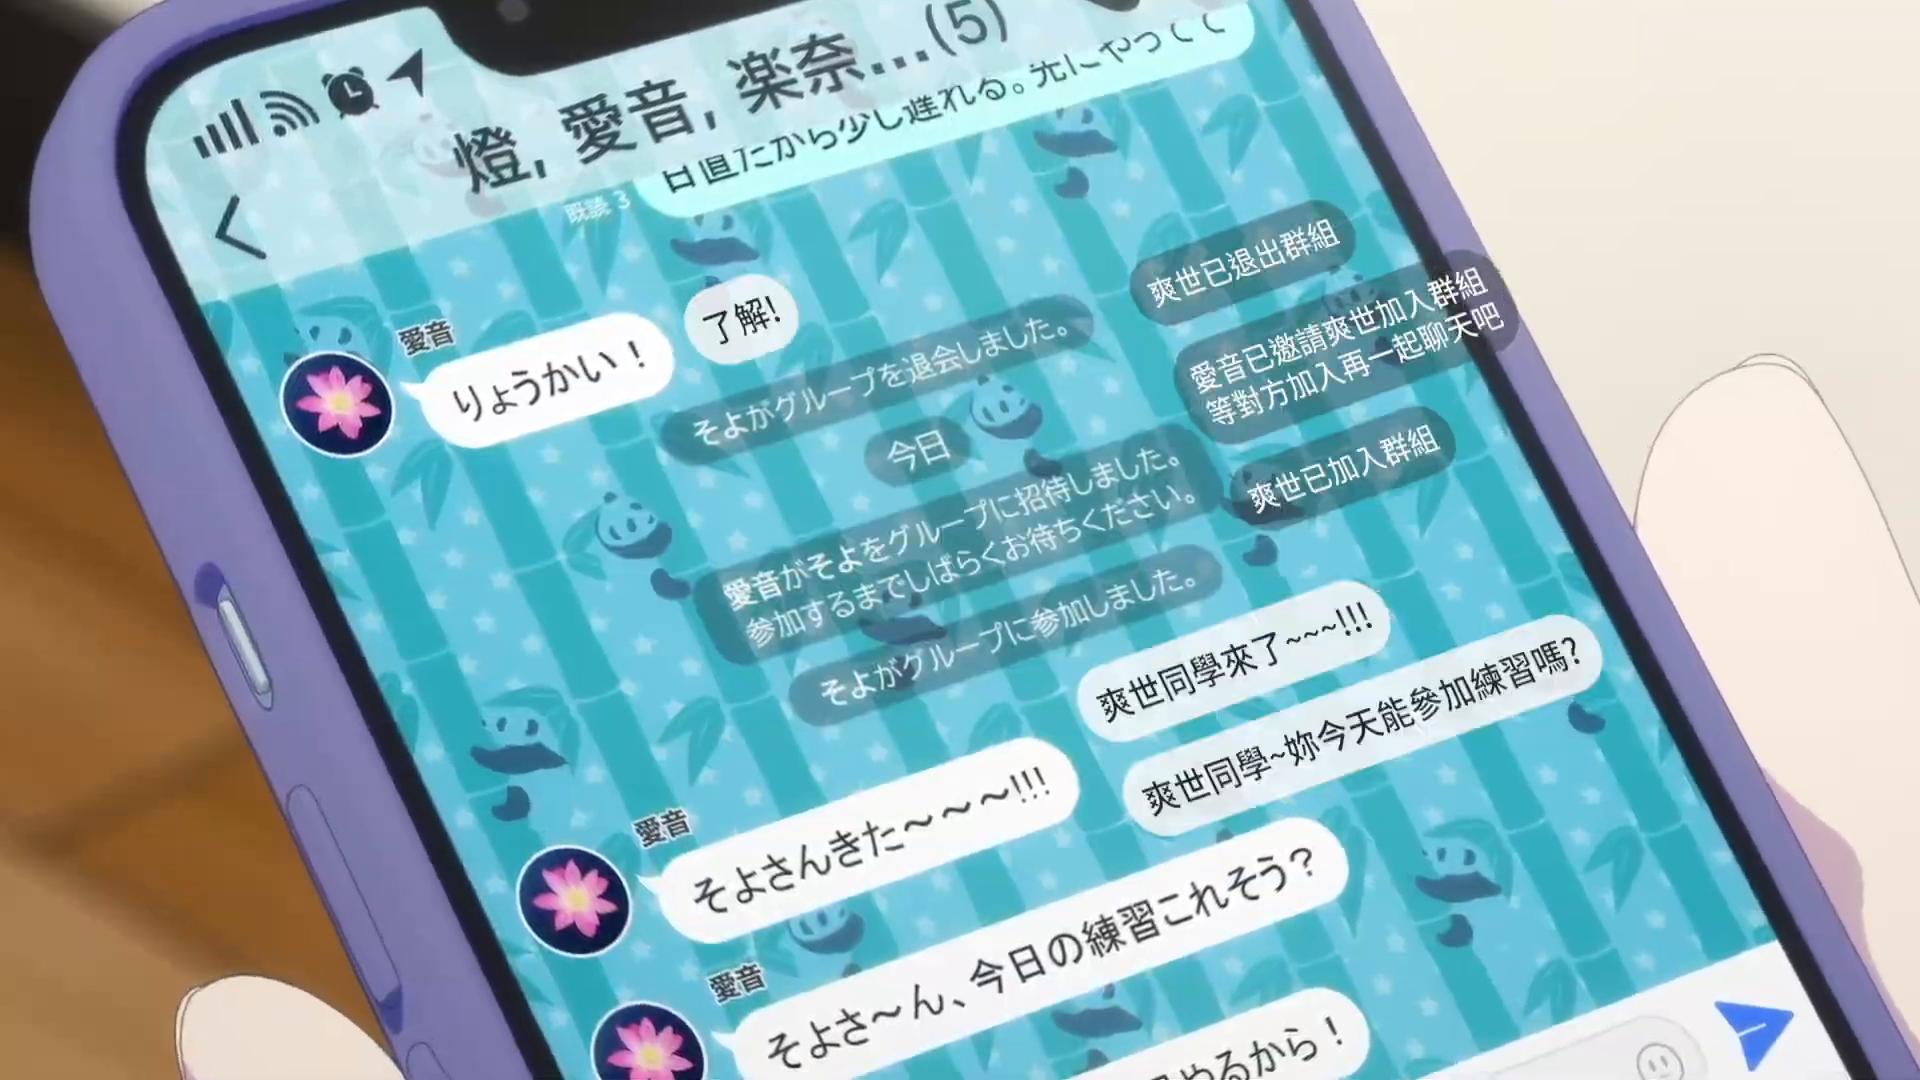 燈, 愛音, 楽奈...(5)
日直だから少し遅れる。先にやってて
既読 3
愛音
りょうかい！
了解!
そよがグループを退会しました。
爽世已退出群組
今日
愛音がそよをグループに招待しました。
参加するまでしばらくお待ちください。
愛音已邀請爽世加入群組
等對方加入再一起聊天吧
そよがグループに参加しました。
爽世已加入群組
愛音
そよさんきた～～～!!!
爽世同學來了~~~!!!
愛音
そよさ～ん、今日の練習これそう？
爽世同學~妳今天能參加練習嗎?
やるから！